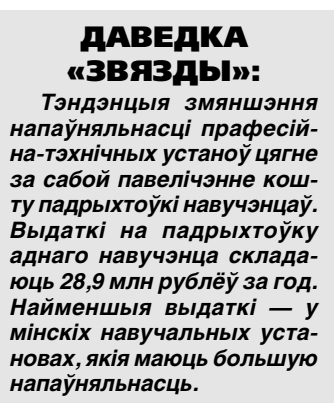 ДАВЕДКА
«ЗВЯЗДЫ»:
Тэндэнцыя змяншэння
напаўняльнасці прафесій-
на-тэхнічных устаноў цягне
за сабой павелічэнне кош-
ту падрыхтоўкі навучэнцаў.
Выдаткі на падрыхтоўку
аднаго навучэнца склада-
юць 28,9 млн рублёў за год.
Найменшыя выдаткі — у
мінскіх навучальных уста-
новах, якія маюць большую
напаўняльнасць.